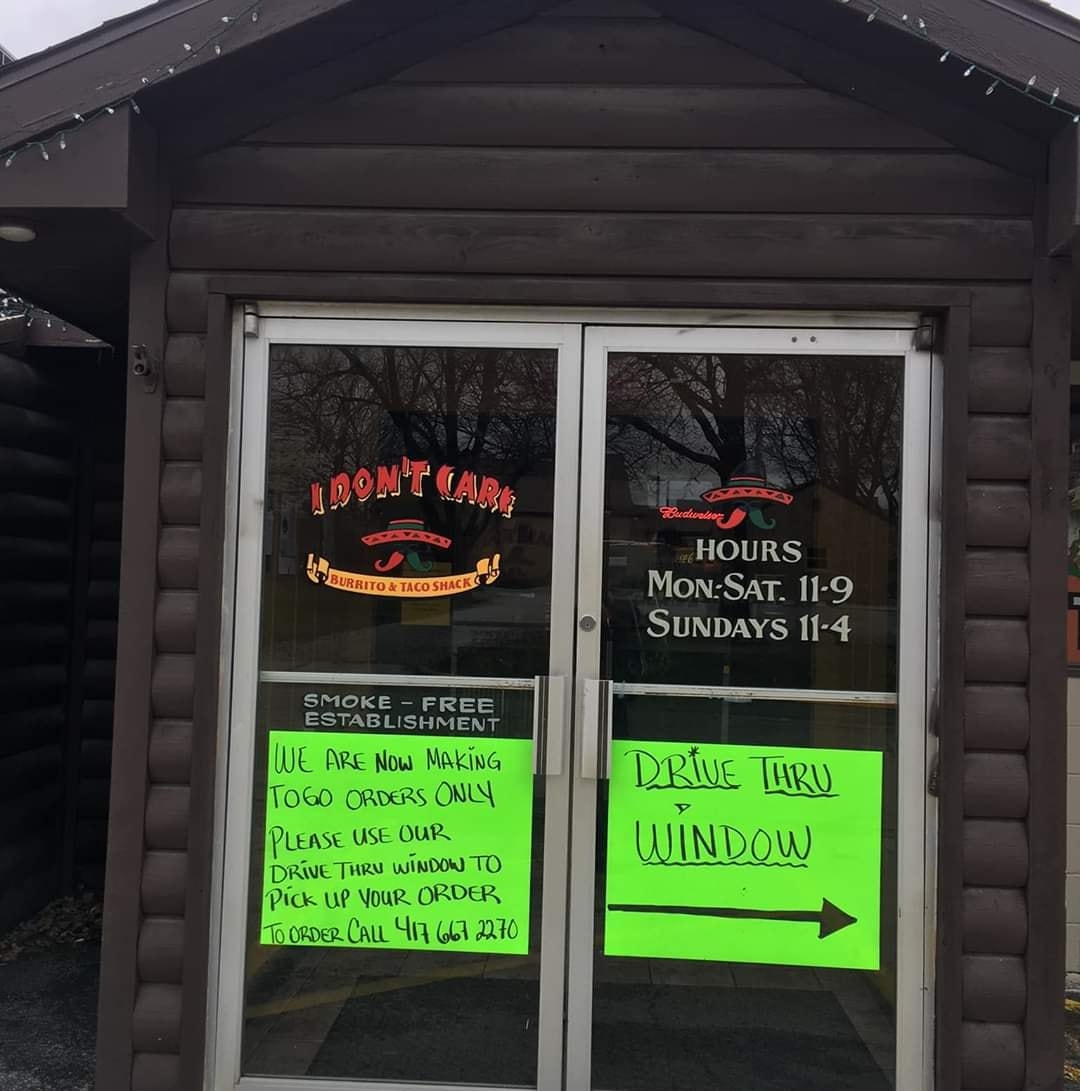 I DON'T CARE
BURRITO & TACO SHACK
SMOKE - FREE
ESTABLISHMENT
WE ARE NOW MAKING
TOGO ORDERS ONLY
PLEASE USE OUR
DRIVE THRU WINDOW TO
PICK UP YOUR ORDER
TO ORDER CALL 417 667 2270
Budweiser
HOURS
MON.-SAT. 11-9
SUNDAYS 11-4
DRIVE THRU
WINDOW